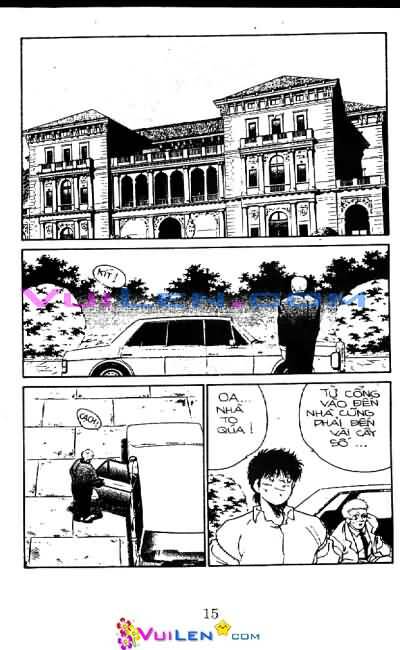 KÍT!
VuiLen.com
CẠCH!
OA...
NHÀ
TO
QUÁ!
TỪ CỔNG
VÀO ĐẾN
NHÀ CŨNG
PHẢI ĐẾN
VÀI CÂY
SỐ ...
15
VuiLen.com